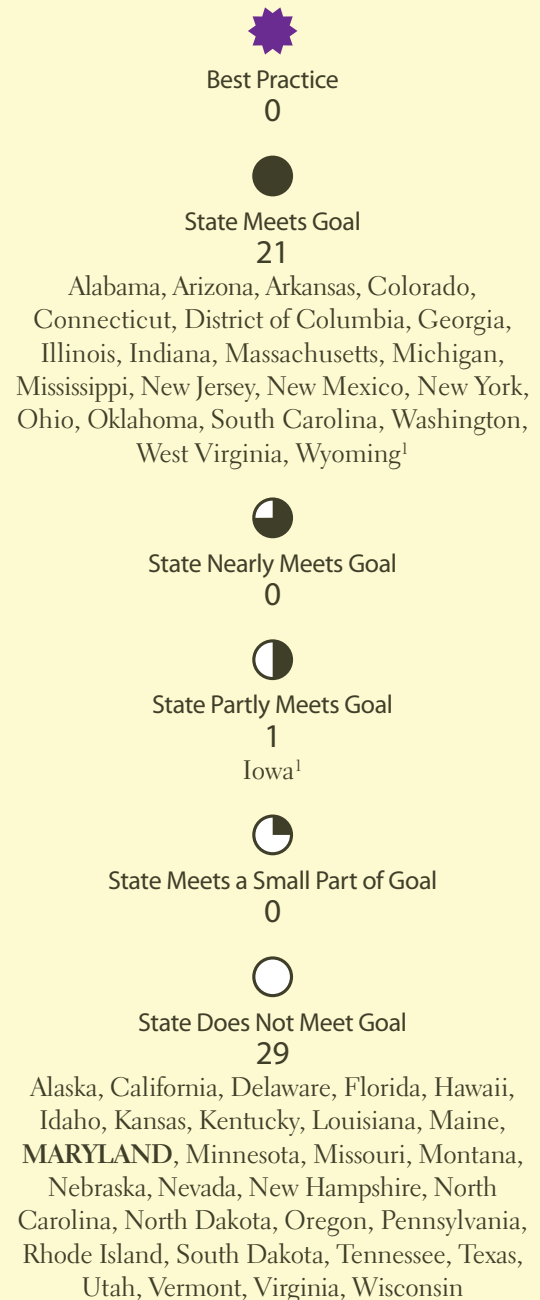 Best Practice
0
State Meets Goal
21
Alabama, Arizona, Arkansas, Colorado,
Connecticut, District of Columbia, Georgia,
Illinois, Indiana, Massachusetts, Michigan,
Mississippi, New Jersey, New Mexico, New York,
Ohio, Oklahoma, South Carolina, Washington,
West Virginia, Wyoming¹
State Nearly Meets Goal
0
State Partly Meets Goal
1
Iowa¹
State Meets a Small Part of Goal
0
State Does Not Meet Goal
29
Alaska, California, Delaware, Florida, Hawaii,
Idaho, Kansas, Kentucky, Louisiana, Maine,
MARYLAND, Minnesota, Missouri, Montana,
Nebraska, Nevada, New Hampshire, North
Carolina, North Dakota, Oregon, Pennsylvania,
Rhode Island, South Dakota, Tennessee, Texas,
Utah, Vermont, Virginia, Wisconsin